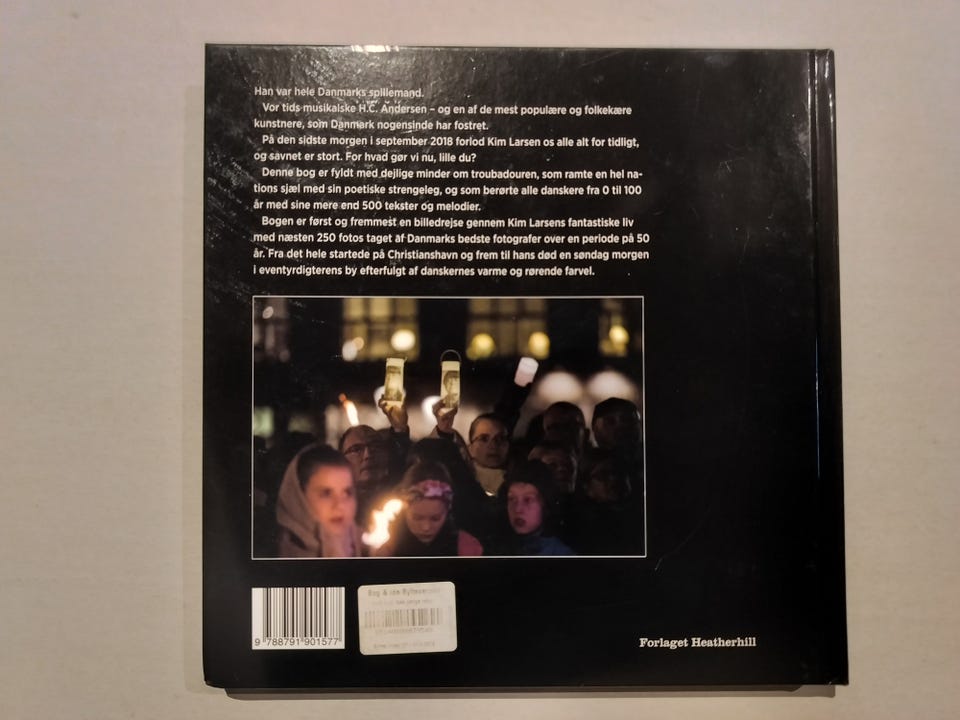 Han var hele Danmarks spillemand.
Vor tids musikalske H.C. Andersen – og en af de mest populære og folkekære
kunstnere, som Danmark nogensinde har fostret.
På den sidste morgen i september 2018 forlod Kim Larsen os alle alt for tidligt,
og savnet er stort. For hvad gør vi nu, lille du?
Denne bog er fyldt med dejlige minder om troubadouren, som ramte en hel na-
tions sjæl med sin poetiske strengeleg, og som berørte alle danskere fra 0 til 100
år med sine mere end 500 tekster og melodier.
Bogen er først og fremmest en billedrejse gennem Kim Larsens fantastiske liv
med næsten 250 fotos taget af Danmarks bedste fotografer over en periode på 50
år. Fra det hele startede på Christianshavn og frem til hans død en søndag morgen
i eventyrdigterens by efterfulgt af danskernes varme og rørende farvel.
Bog & idé
9 788791 901577
Forlaget Heatherhill